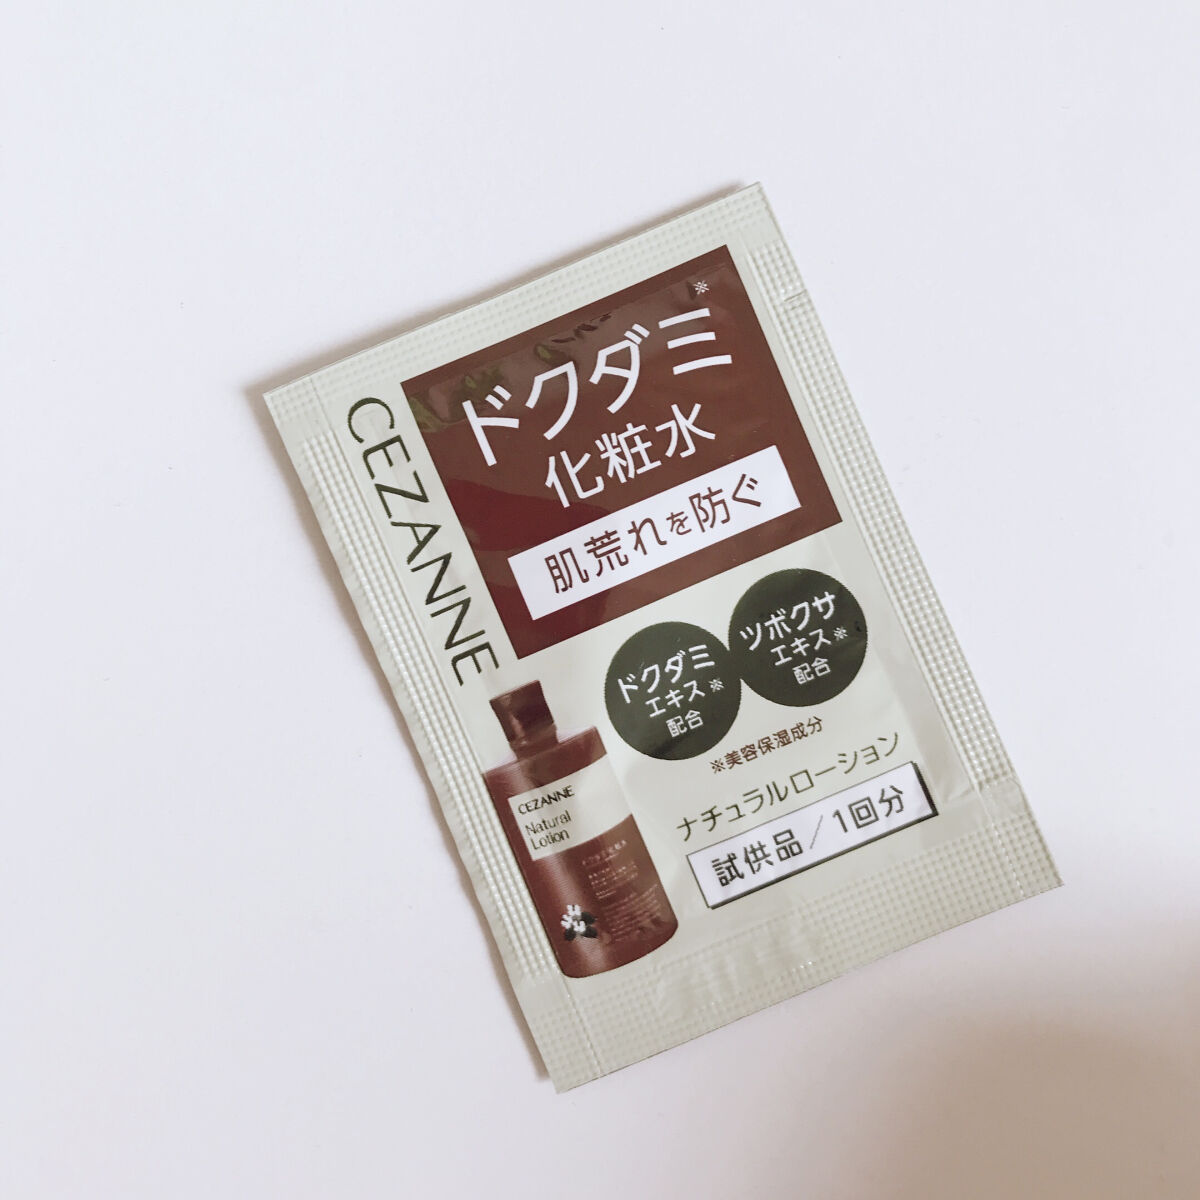 CEZANNE
ドクダミ※
化粧水
肌荒れを防ぐ
ドクダミ
エキス※
配合
ツボクサ
エキス※
配合
※美容保湿成分
ナチュラルローション
試供品/1回分
CEZANNE
Natural
Lotion